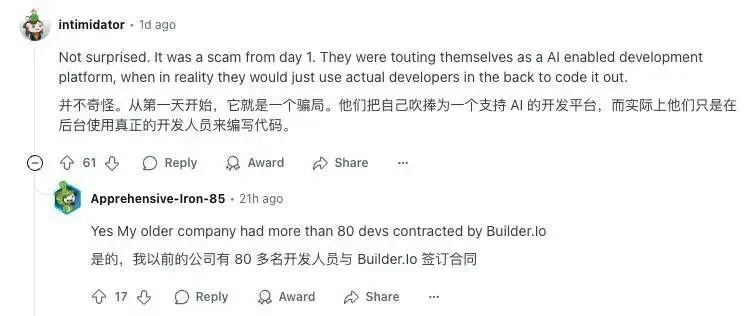 intimidator · 1d ago
Not surprised. It was a scam from day 1. They were touting themselves as a AI enabled development
platform, when in reality they would just use actual developers in the back to code it out.
并不奇怪。从第一天开始，它就是一个骗局。他们把自己吹捧为一个支持 AI 的开发平台，而实际上他们只是在
后台使用真正的开发人员来编写代码。
61 Reply Award Share ...
Apprehensive-Iron-85 · 21h ago
Yes My older company had more than 80 devs contracted by Builder.Io
是的，我以前的公司有 80 多名开发人员与 Builder.Io 签订合同
17 Reply Award Share ...